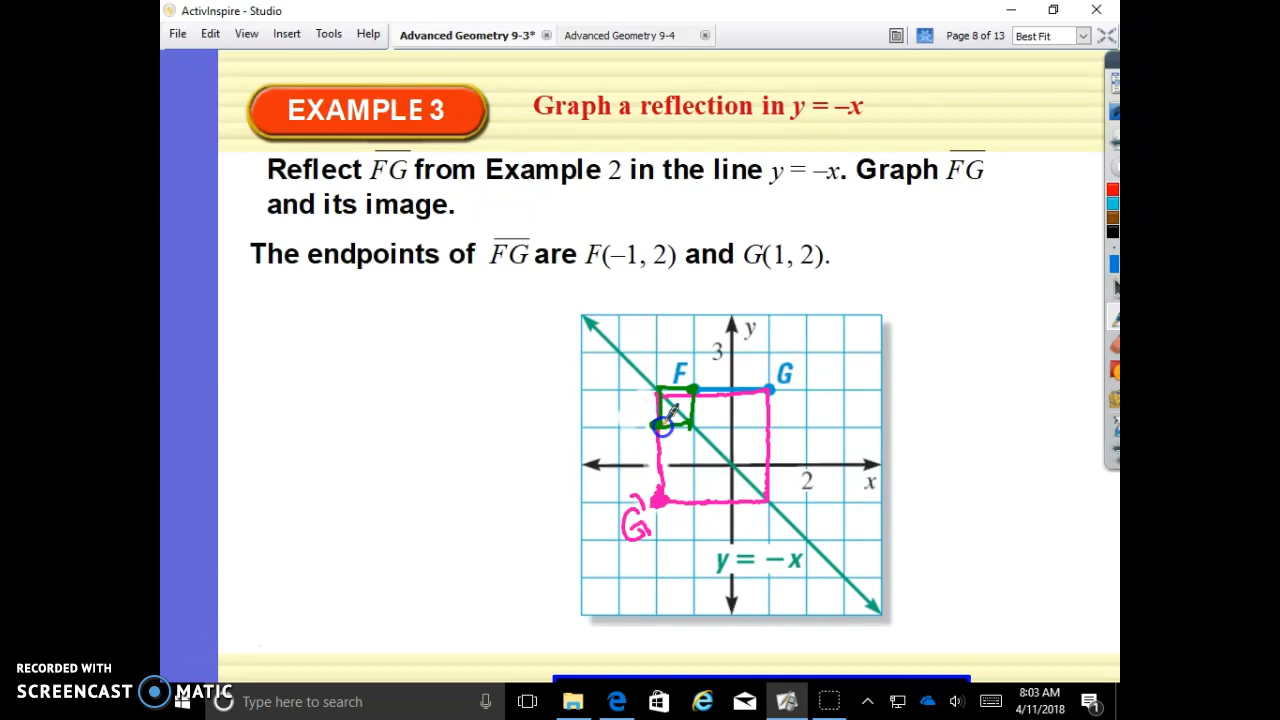 ActivInspire - Studio
File Edit View Insert Tools Help
Advanced Geometry 9-3* Advanced Geometry 9-4
Page 8 of 13 Best Fit
EXAMPLE 3
Graph a reflection in y = –x
Reflect FG from Example 2 in the line y = –x. Graph FG
and its image.
The endpoints of FG are F(–1, 2) and G(1, 2).
y
3
F G
2
x
G'
y = –x
RECORDED WITH
SCREENCAST MATIC
Type here to search
8:03 AM
4/11/2018
1